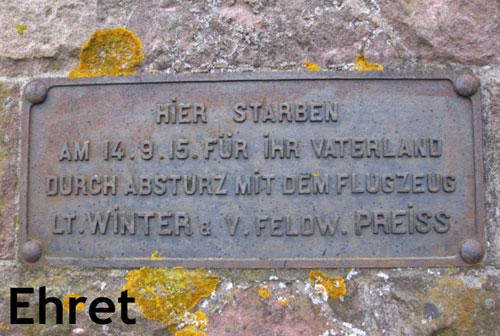 HiER STARBEN
AM 14.9.15. FÜR iHR VATERLAND
DURCH ABSTURZ MIT DEM FLUGZEUG
LT. WiNTER & V. FELDW. PREiSS
Ehret